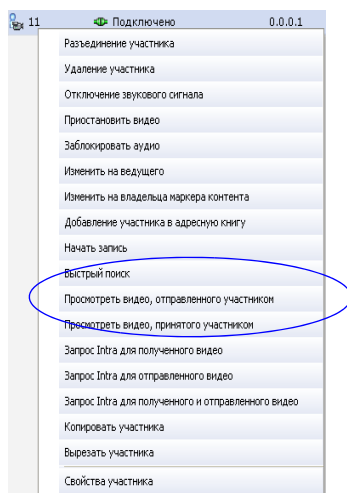 11 Подключено 0.0.0.1
Разъединение участника
Удаление участника
Отключение звукового сигнала
Приостановить видео
Заблокировать аудио
Изменить на ведущего
Изменить на владельца маркера контента
Добавление участника в адресную книгу
Начать запись
Быстрый поиск
Просмотреть видео, отправленного участником
Просмотреть видео, принятого участником
Запрос Intra для полученного видео
Запрос Intra для отправленного видео
Запрос Intra для полученного и отправленного видео
Копировать участника
Вырезать участника
Свойства участника